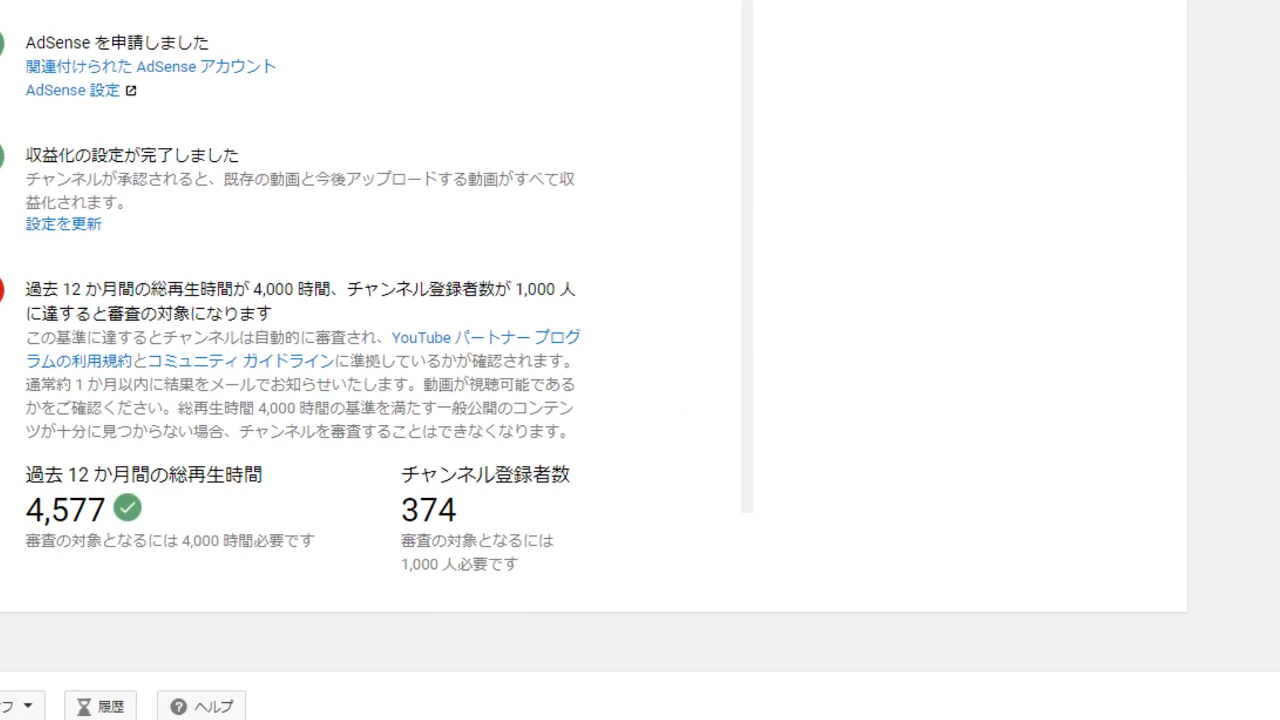 AdSense を申請しました
関連付けられた AdSense アカウント
AdSense 設定
収益化の設定が完了しました
チャンネルが承認されると、既存の動画と今後アップロードする動画がすべて収
益化されます。
設定を更新
過去 12 か月間の総再生時間が 4,000 時間、チャンネル登録者数が 1,000 人
に達すると審査の対象になります
この基準に達するとチャンネルは自動的に審査され、YouTube パートナー プログ
ラムの利用規約とコミュニティ ガイドラインに準拠しているかが確認されます。
通常約 1 か月以内に結果をメールでお知らせいたします。動画が視聴可能である
かをご確認ください。総再生時間 4,000 時間の基準を満たす一般公開のコンテン
ツが十分に見つからない場合、チャンネルを審査することはできなくなります。
過去 12 か月間の総再生時間
4,577
審査の対象となるには 4,000 時間必要です
チャンネル登録者数
374
審査の対象となるには
1,000 人必要です
フ
履歴
ヘルプ